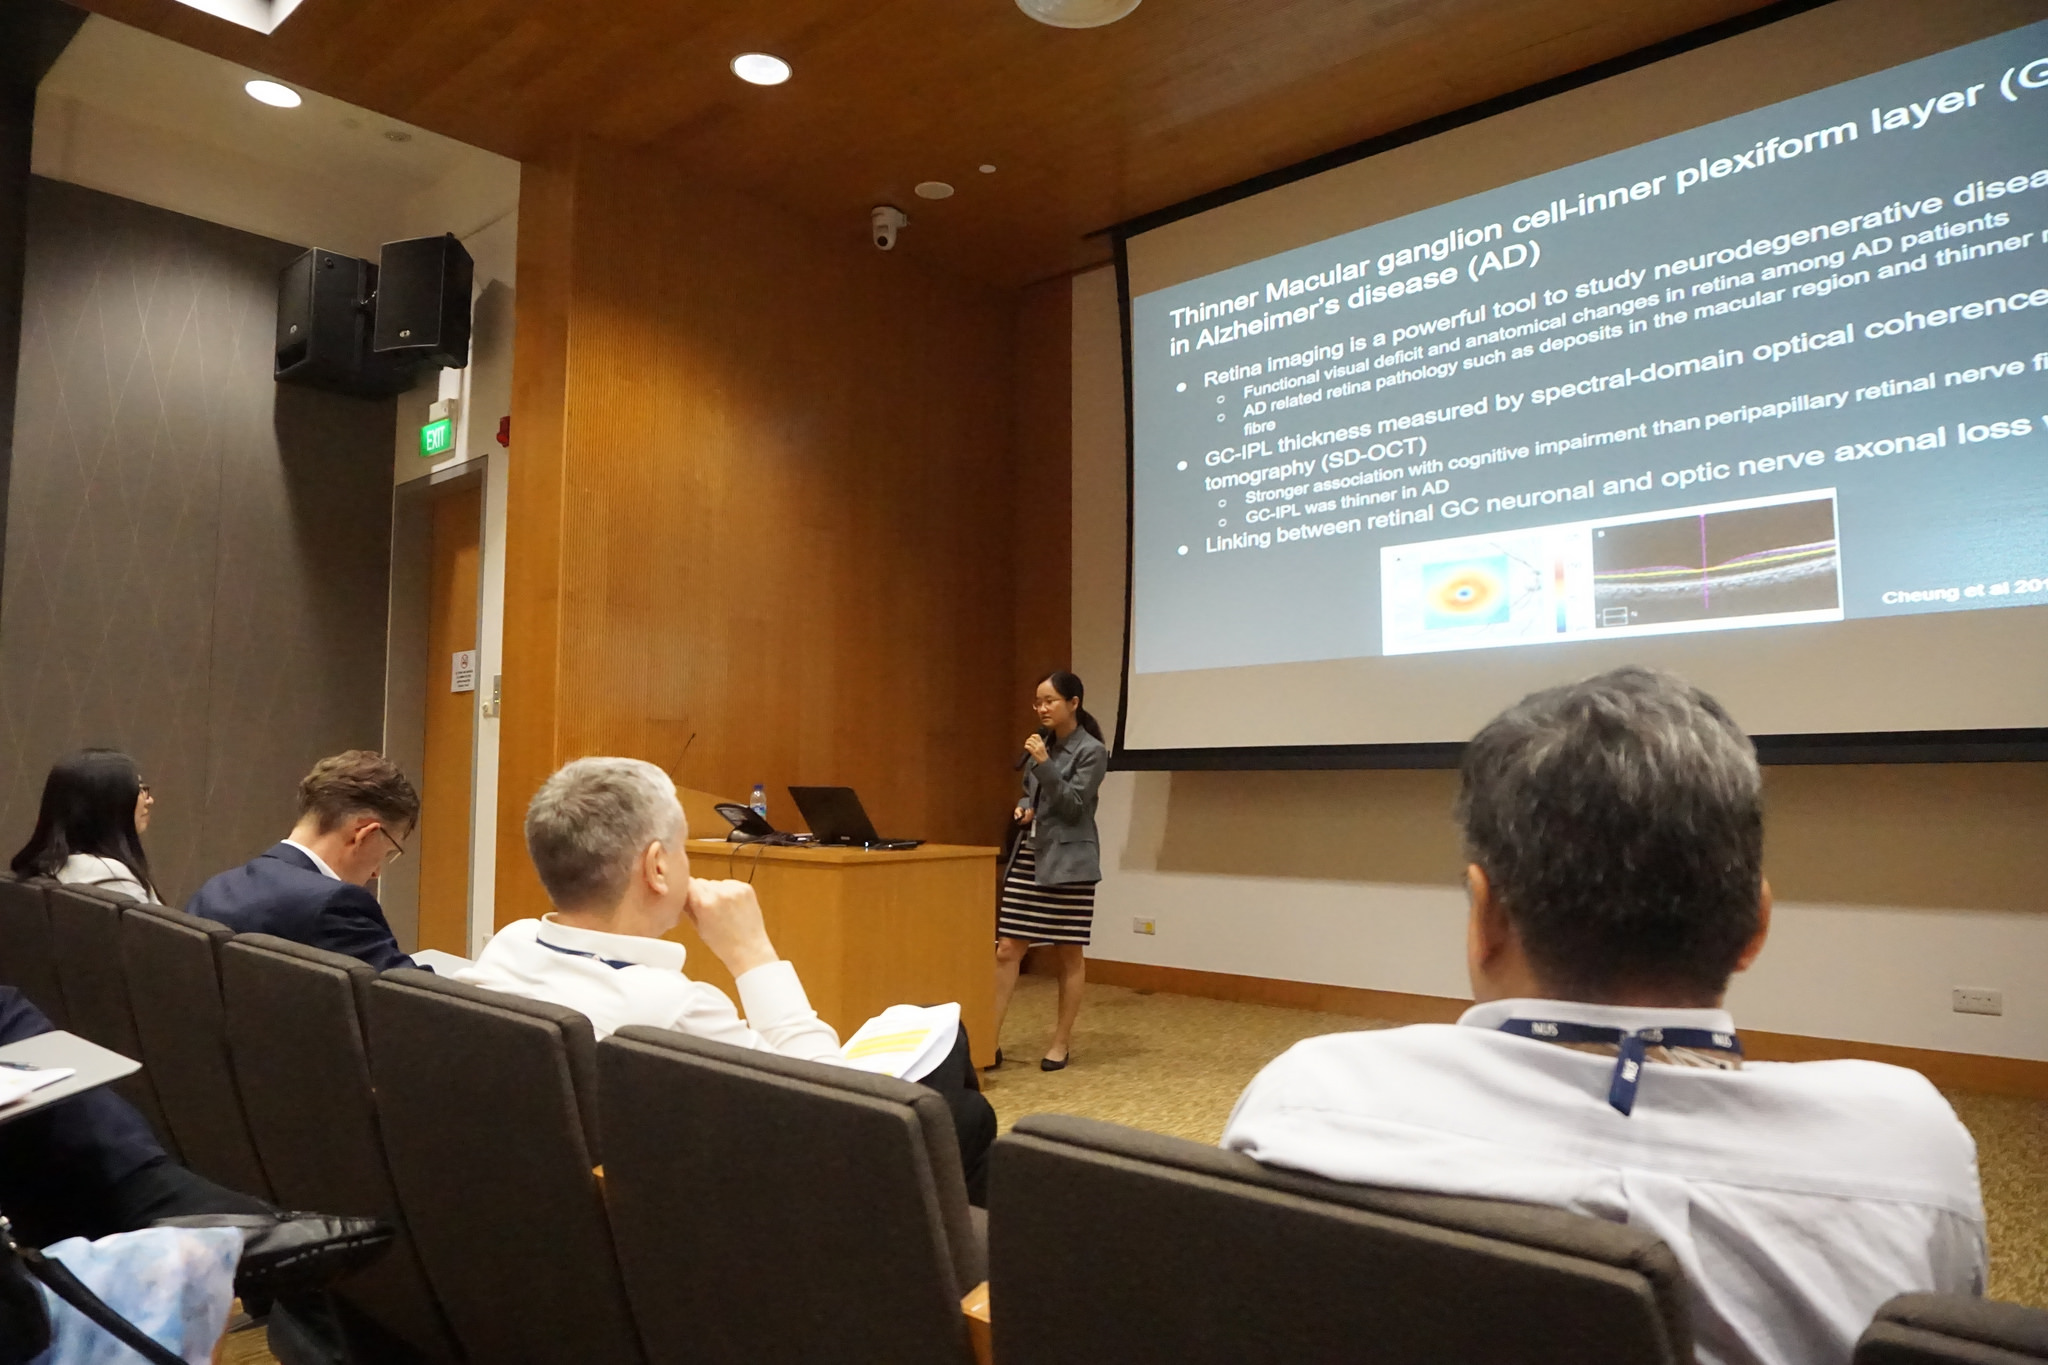 Thinner Macular ganglion cell-inner plexiform layer (G
in Alzheimer's disease (AD)
● Retina imaging is a powerful tool to study neurodegenerative disea
○ Functional visual deficit and anatomical changes in retina among AD patients
○ AD related retina pathology such as deposits in the macular region and thinner
fibre
● GC-IPL thickness measured by spectral-domain optical coherence
tomography (SD-OCT)
○ Stronger association with cognitive impairment than peripapillary retinal nerve fi
○ GC-IPL was thinner in AD
● Linking between retinal GC neuronal and optic nerve axonal loss
Cheung et al 201
EXIT
NUS
NUS
NUS